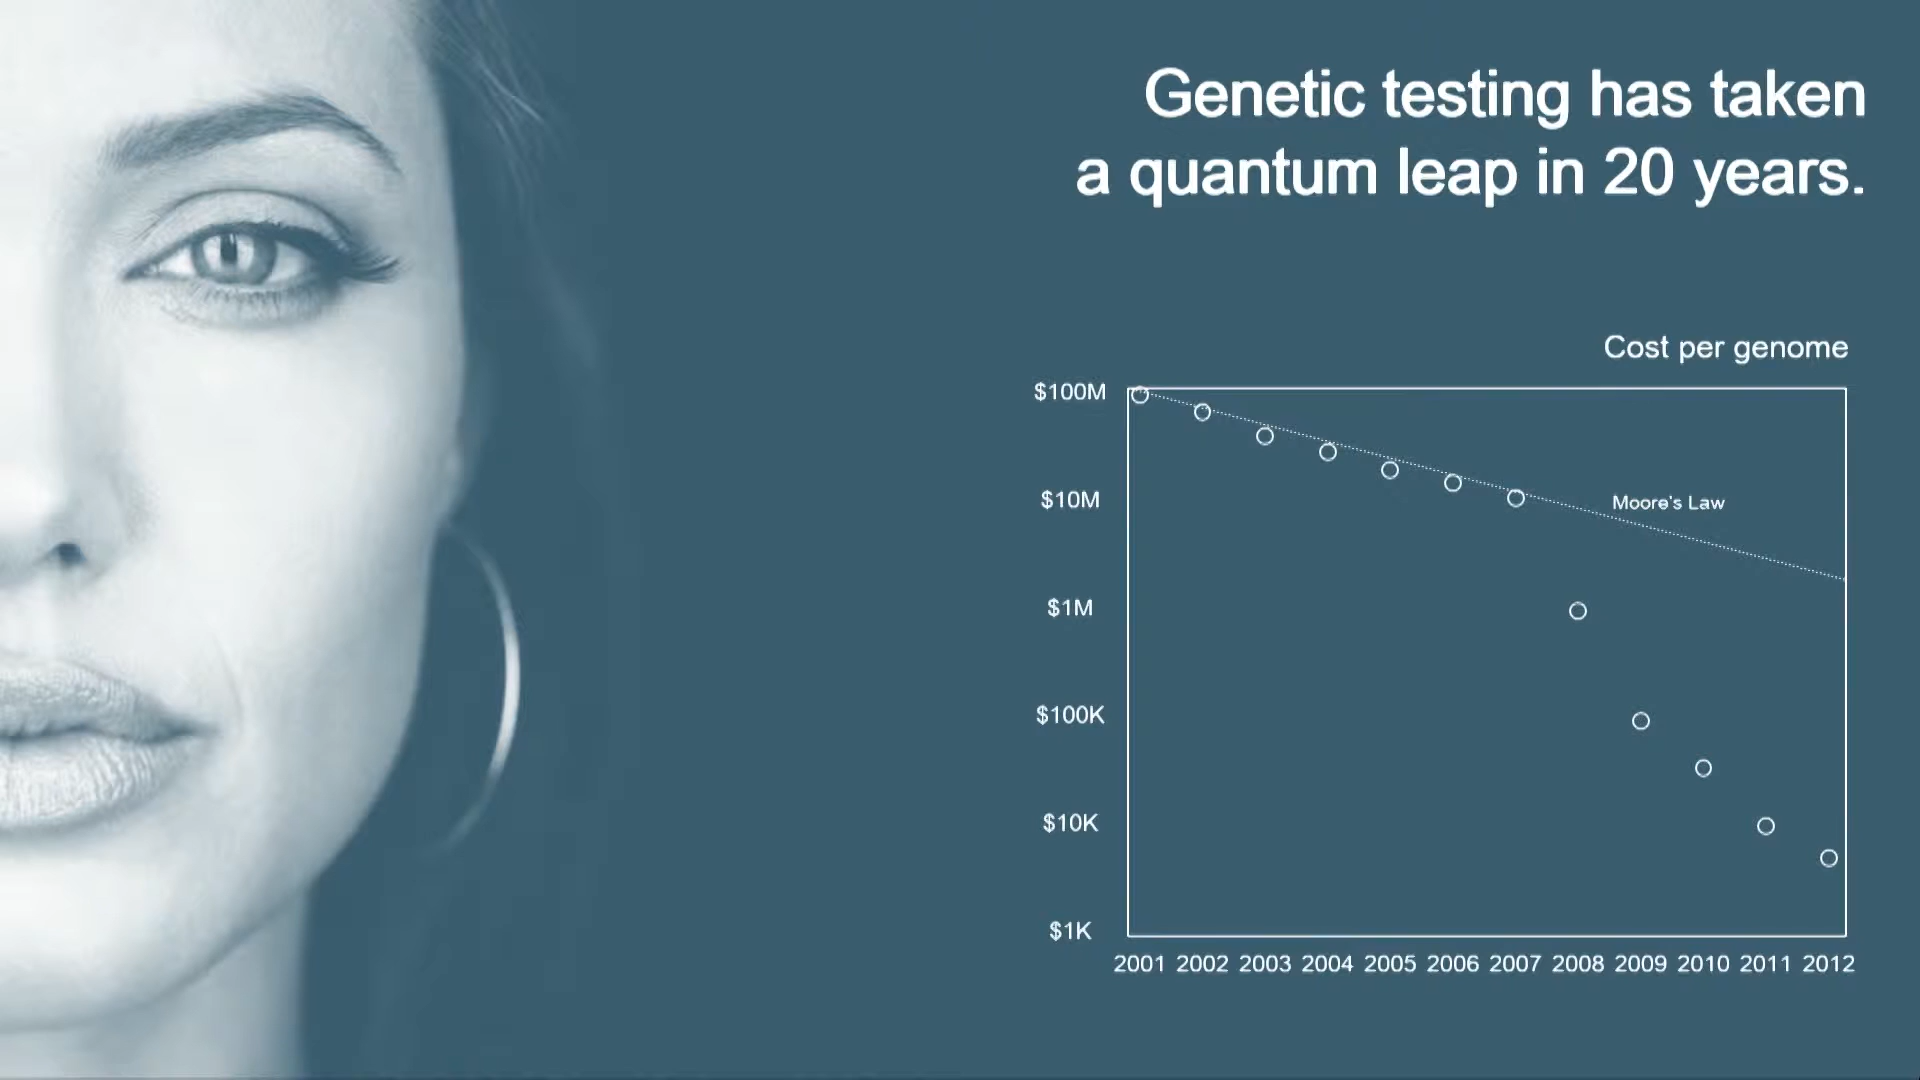 Genetic testing has taken
a quantum leap in 20 years.
Cost per genome
$100M
$10M
Moore's Law
$1M
$100K
$10K
$1K
2001 2002 2003 2004 2005 2006 2007 2008 2009 2010 2011 2012